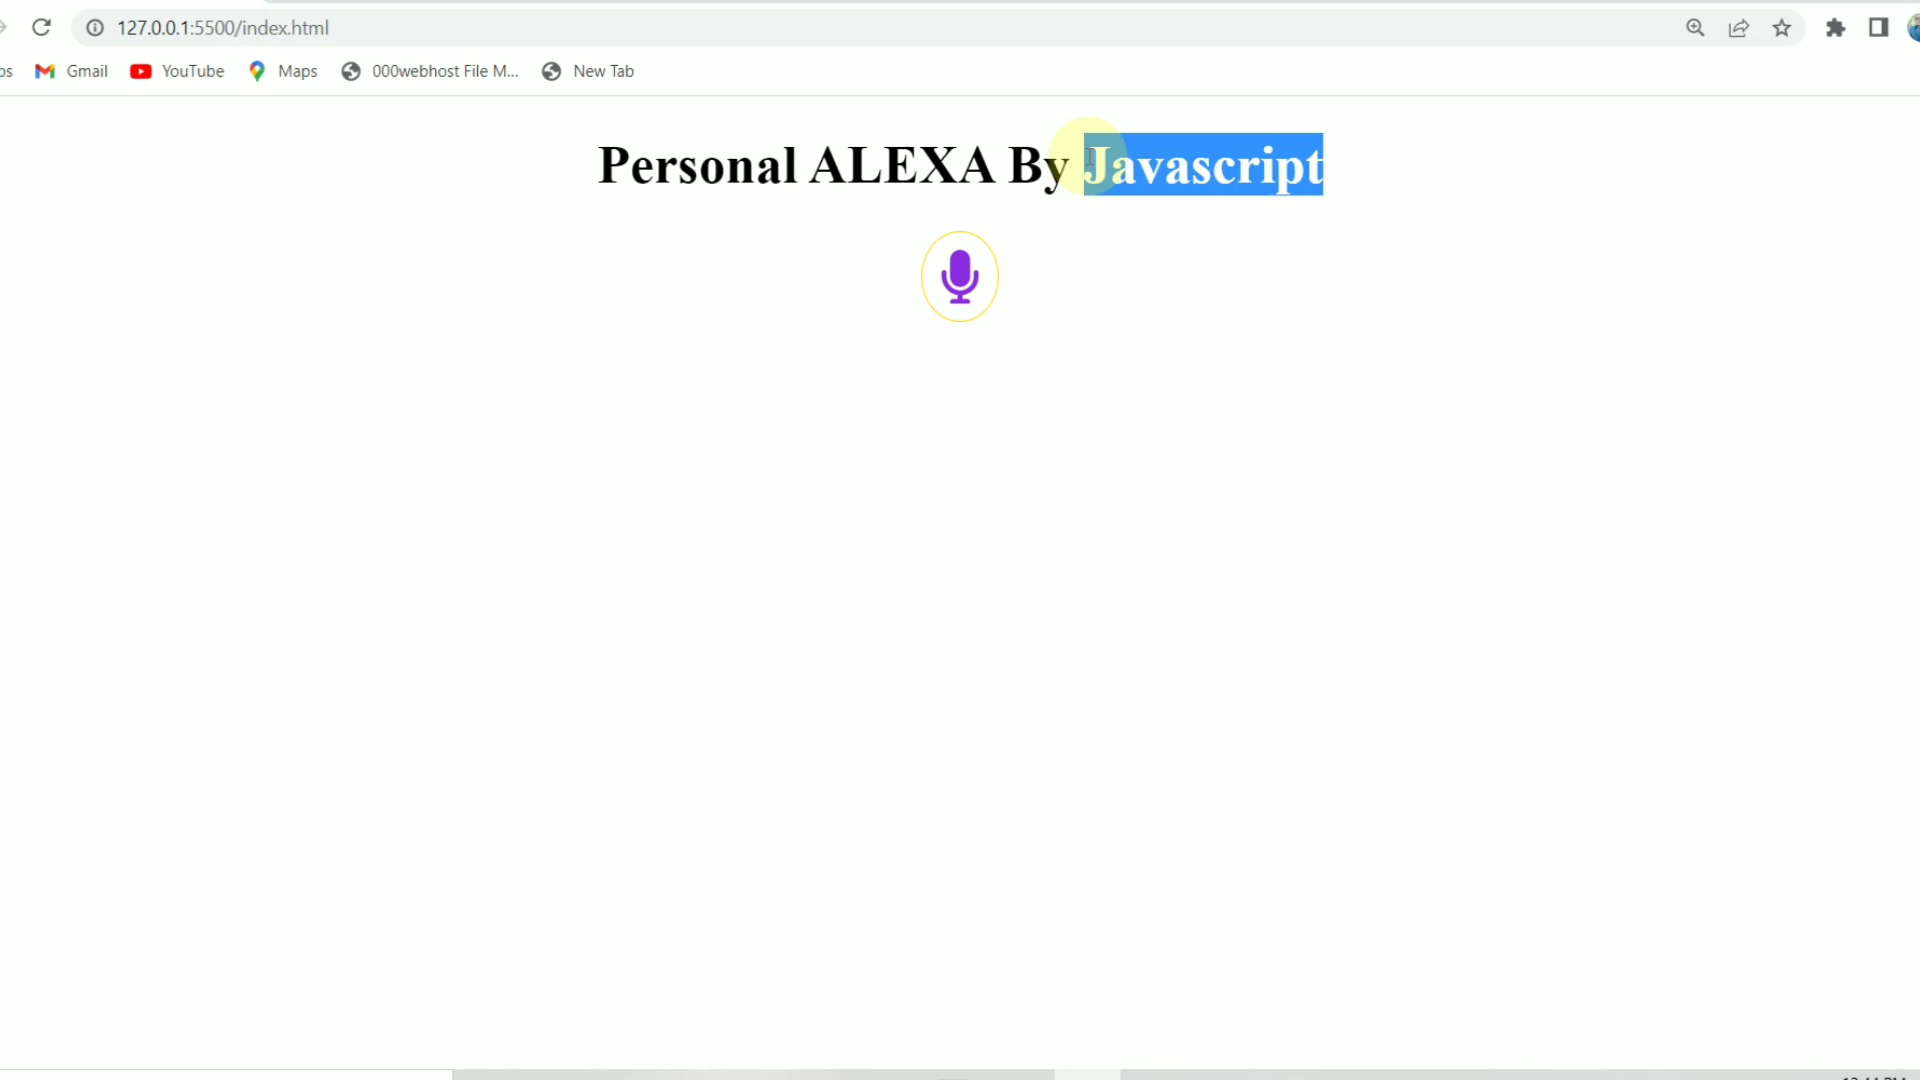 127.0.0.1:5500/index.html
Gmail YouTube Maps 000webhost File M... New Tab
Personal ALEXA By Javascript